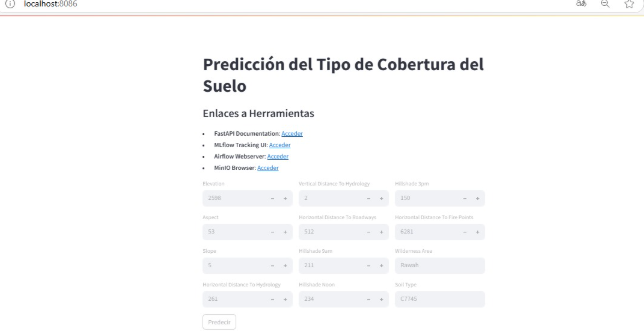 localhost:8086
Predicción del Tipo de Cobertura del
Suelo
Enlaces a Herramientas
FastAPI Documentation: Acceder
MLflow Tracking UI: Acceder
Airflow Webserver: Acceder
MinIO Browser: Acceder
Elevation
Vertical Distance To Hydrology
Hillshade 3pm
2596 - +
2 - +
150 - +
Aspect
Horizontal Distance To Roadways
Horizontal Distance To Fire Points
53 - +
512 - +
6281 - +
Slope
Hillshade 9am
Wilderness Area
5 - +
211 - +
Rawah
Horizontal Distance To Hydrology
Hillshade Noon
Soil Type
261 - +
234 - +
C7745
Predecir